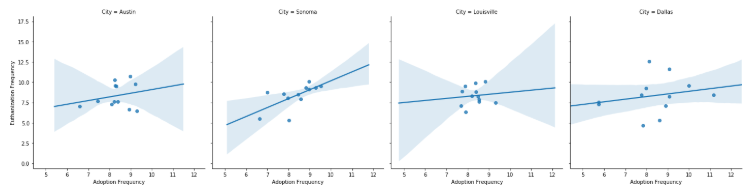 City = Austin
City = Sonoma
City = Louisville
City = Dallas
Euthanization Frequency
17.5
15.0
12.5
10.0
7.5
5.0
2.5
0.0
5 6 7 8 9 10 11 12
5 6 7 8 9 10 11 12
5 6 7 8 9 10 11 12
5 6 7 8 9 10 11 12
Adoption Frequency
Adoption Frequency
Adoption Frequency
Adoption Frequency